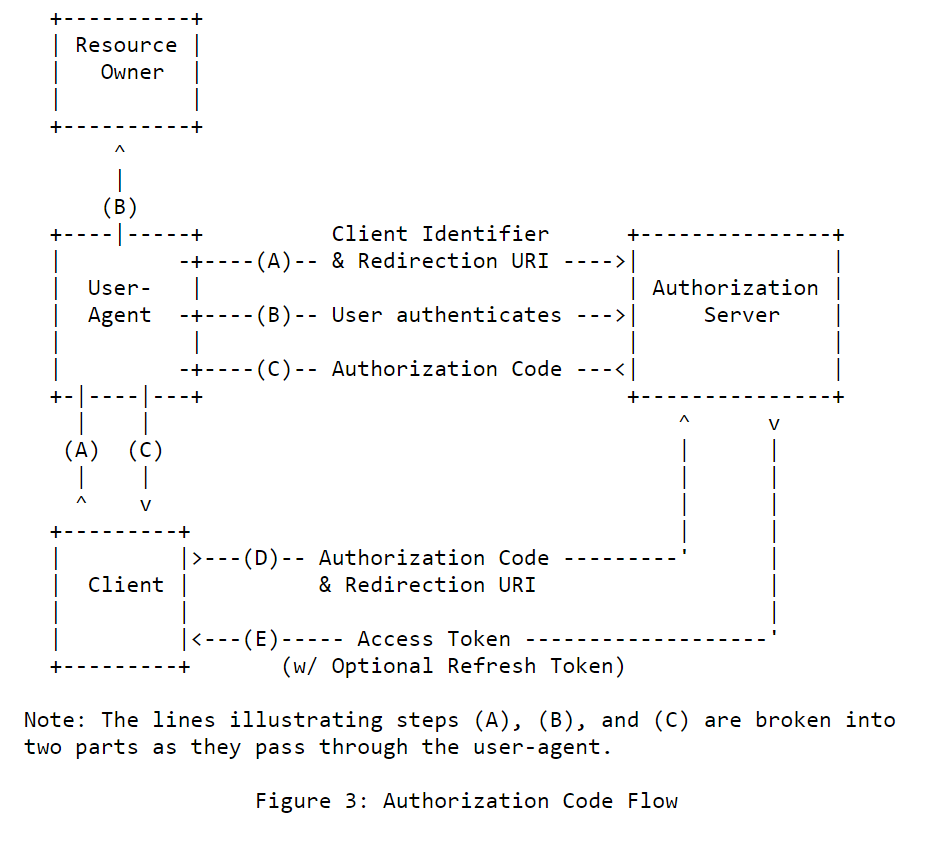 +----------+
| Resource |
|   Owner  |
|          |
+----------+
     ^
     |
    (B)
+----|-----+          Client Identifier      +---------------+
|         -+----(A)-- & Redirection URI ---->|               |
|  User-   |                                 | Authorization |
|  Agent  -+----(B)-- User authenticates --->|     Server    |
|          |                                 |               |
|         -+----(C)-- Authorization Code ---<|               |
+-|----|---+                                 +---------------+
  |    |                                         ^      v
 (A)  (C)                                        |      |
  |    |                                         |      |
  ^    v                                         |      |
+---------+                                      |      |
|         |>---(D)-- Authorization Code ---------'      |
|  Client |          & Redirection URI                  |
|         |                                             |
|         |<---(E)----- Access Token -------------------'
+---------+       (w/ Optional Refresh Token)
Note: The lines illustrating steps (A), (B), and (C) are broken into
two parts as they pass through the user-agent.
Figure 3: Authorization Code Flow